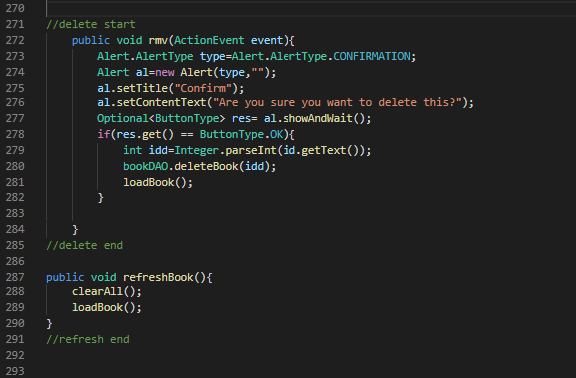 270
271 //delete start
272 public void rmv(ActionEvent event){
273 Alert.AlertType type=Alert.AlertType.CONFIRMATION;
274 Alert al=new Alert(type,"");
275 al.setTitle("Confirm");
276 al.setContentText("Are you sure you want to delete this?");
277 Optional<ButtonType> res= al.showAndWait();
278 if(res.get() == ButtonType.OK){
279 int idd=Integer.parseInt(id.getText());
280 bookDAO.deleteBook(idd);
281 loadBook();
282 }
283
284 }
285 //delete end
286
287 public void refreshBook(){
288 clearAll();
289 loadBook();
290 }
291 //refresh end
292
293